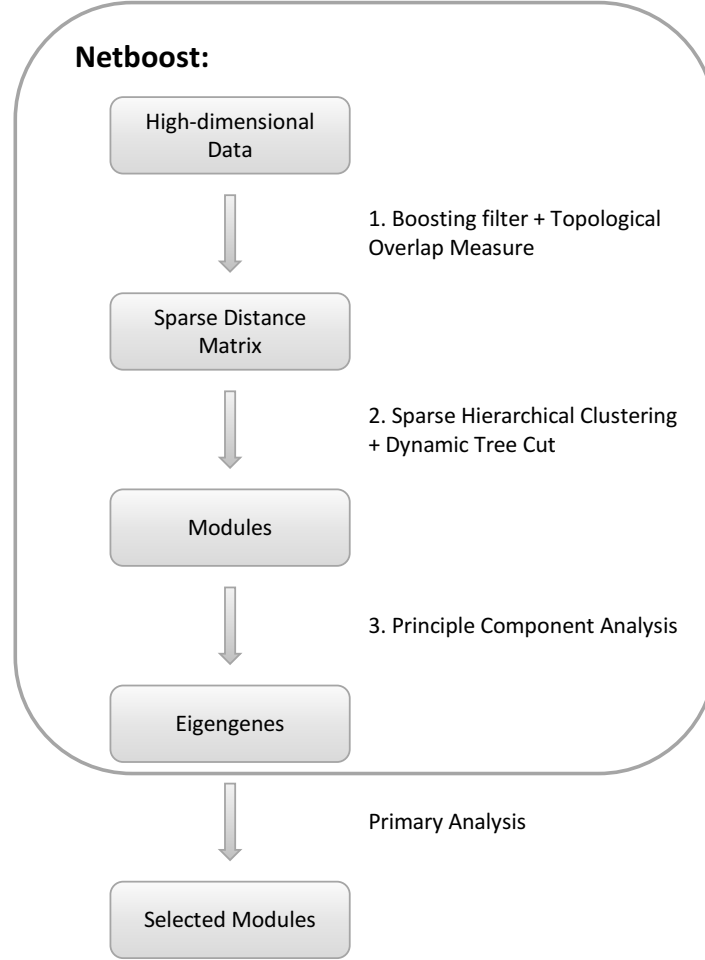 Netboost:
High-dimensional
Data
1. Boosting filter + Topological
Overlap Measure
Sparse Distance
Matrix
2. Sparse Hierarchical Clustering
+ Dynamic Tree Cut
Modules
3. Principle Component Analysis
Eigengenes
Primary Analysis
Selected Modules